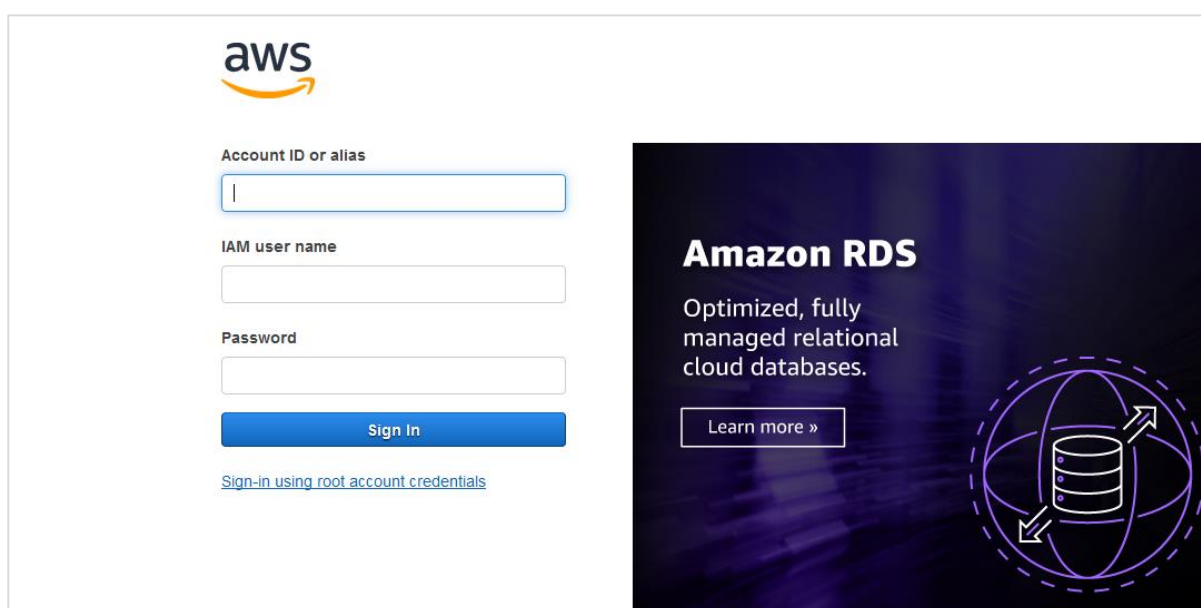 aws
Account ID or alias
IAM user name
Password
Sign In
Sign-in using root account credentials
Amazon RDS
Optimized, fully
managed relational
cloud databases.
Learn more »